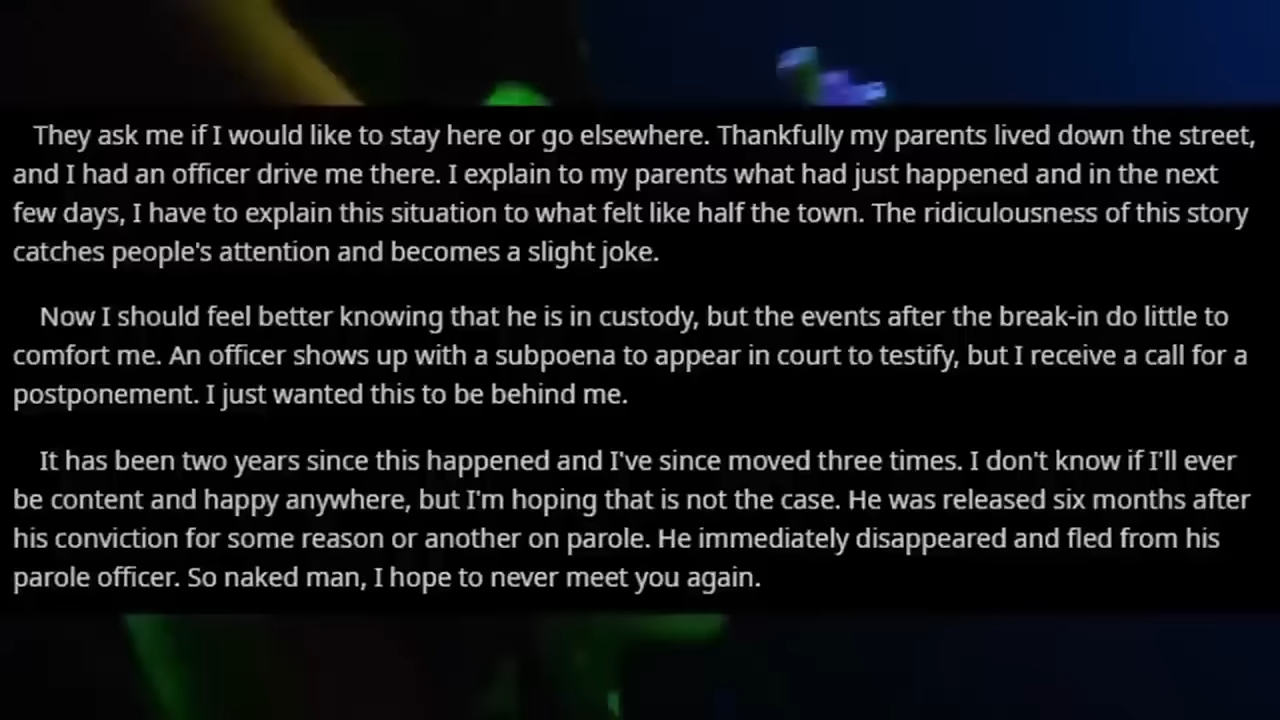 They ask me if I would like to stay here or go elsewhere. Thankfully my parents lived down the street,
and I had an officer drive me there. I explain to my parents what had just happened and in the next
few days, I have to explain this situation to what felt like half the town. The ridiculousness of this story
catches people's attention and becomes a slight joke.
Now I should feel better knowing that he is in custody, but the events after the break-in do little to
comfort me. An officer shows up with a subpoena to appear in court to testify, but I receive a call for a
postponement. I just wanted this to be behind me.
It has been two years since this happened and I've since moved three times. I don't know if I'll ever
be content and happy anywhere, but I'm hoping that is not the case. He was released six months after
his conviction for some reason or another on parole. He immediately disappeared and fled from his
parole officer. So naked man, I hope to never meet you again.